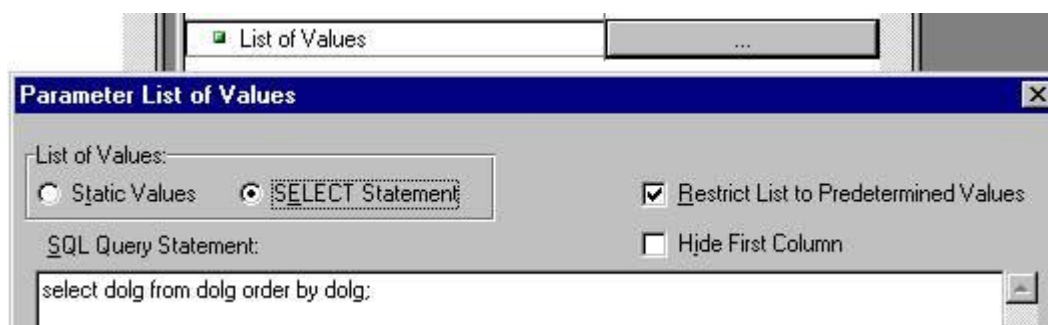 List of Values ...
Parameter List of Values
List of Values:
Static Values SELECT Statement Restrict List to Predetermined Values
SQL Query Statement: Hide First Column
select dolg from dolg order by dolg;